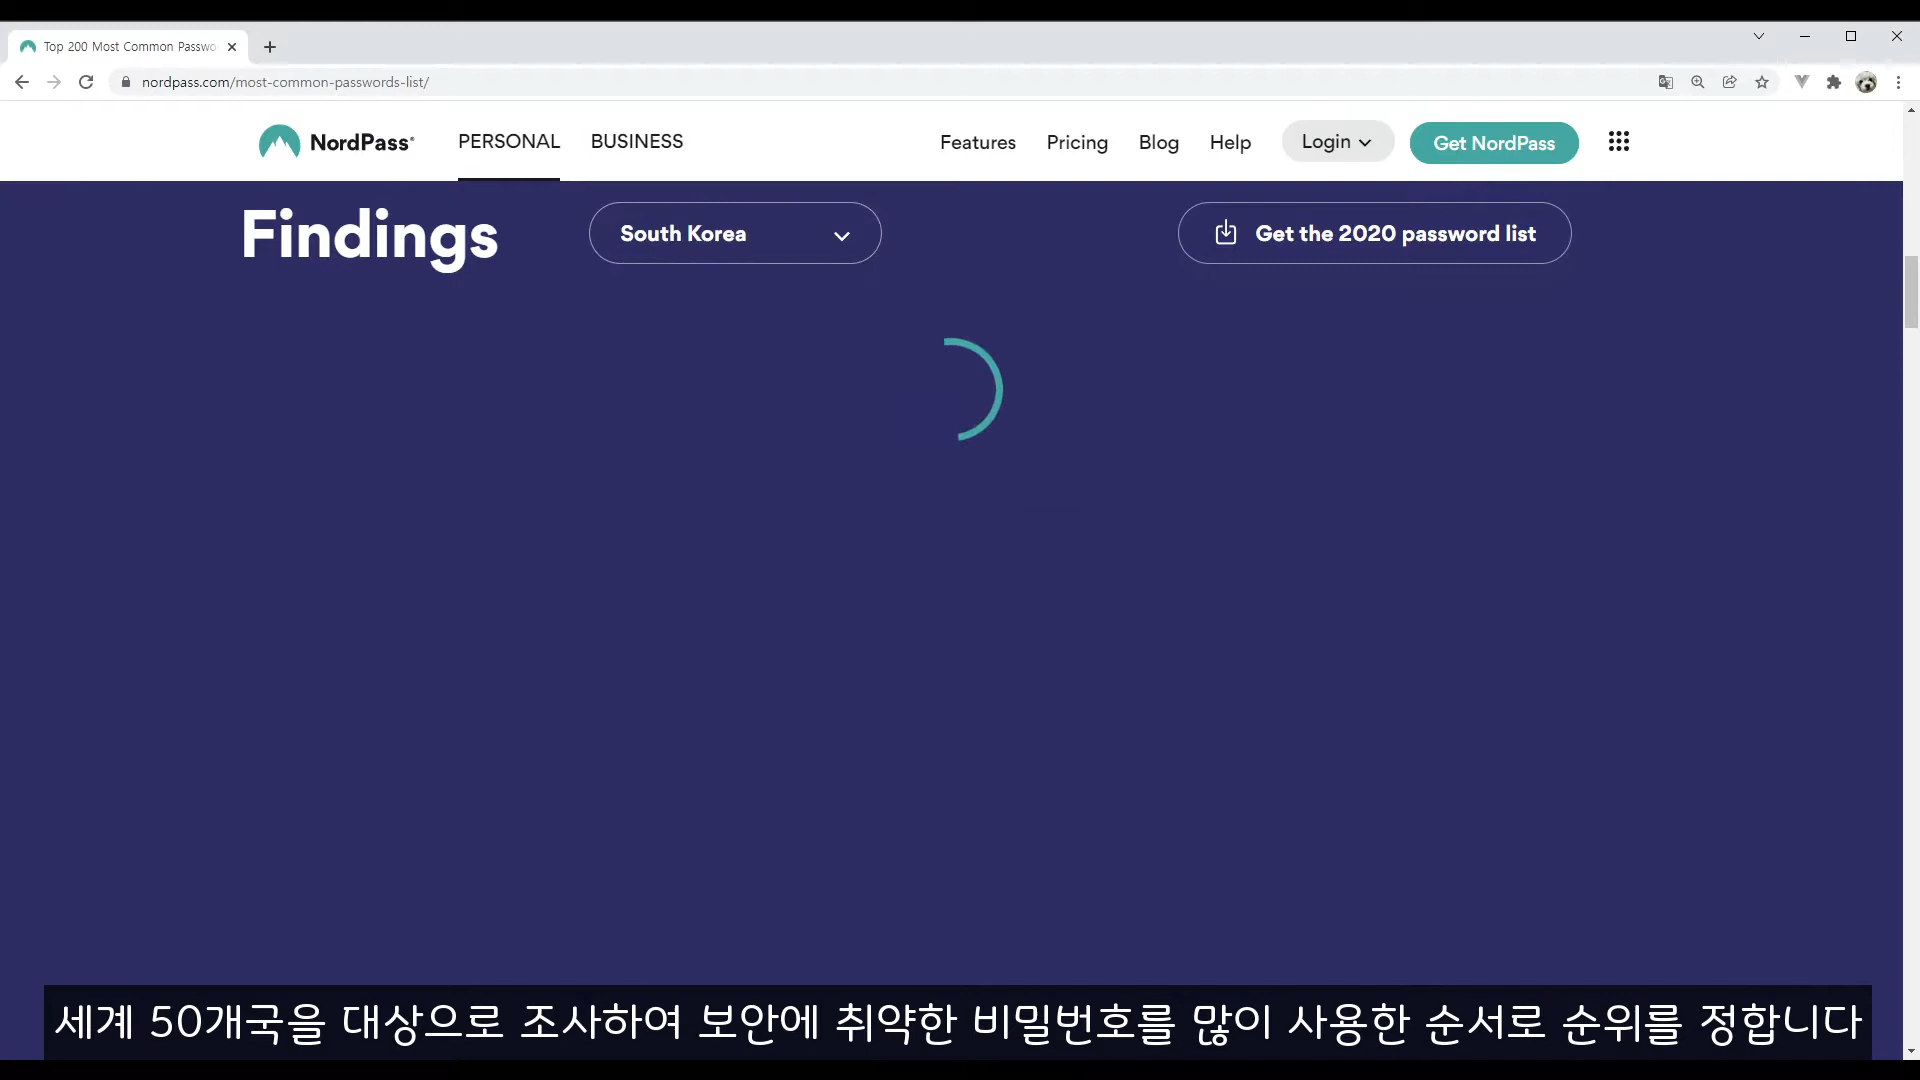 Top 200 Most Common Passwo
nordpass.com/most-common-passwords-list/
NordPass®
PERSONAL
BUSINESS
Features
Pricing
Blog
Help
Login
Get NordPass
Findings
South Korea
Get the 2020 password list
세계 50개국을 대상으로 조사하여 보안에 취약한 비밀번호를 많이 사용한 순서로 순위를 정합니다